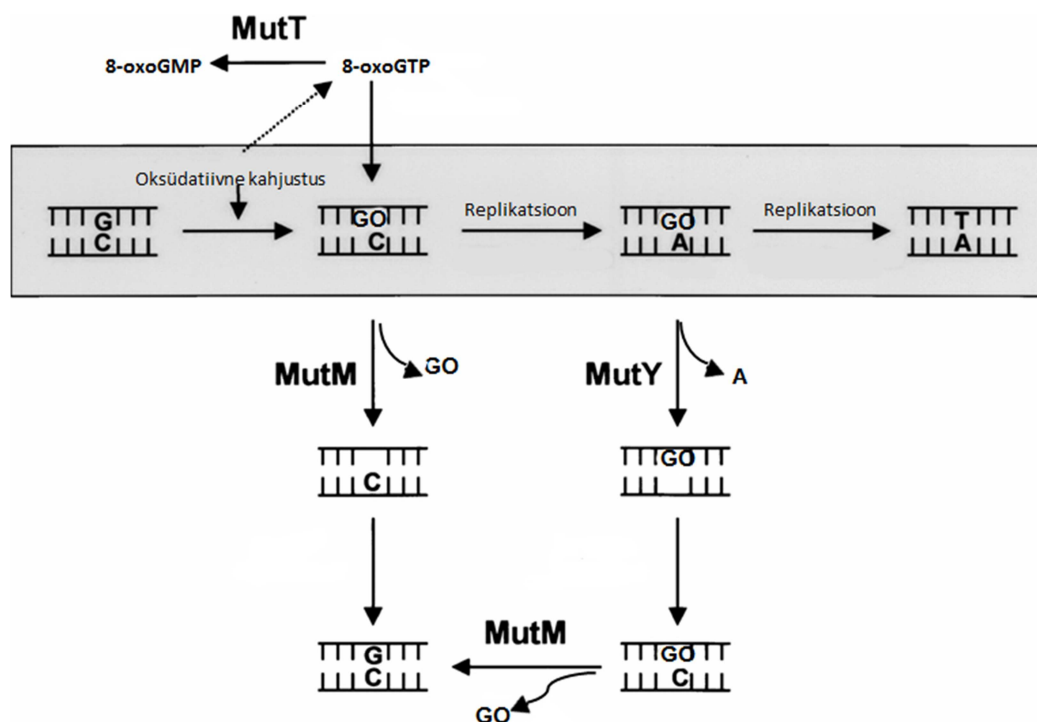 MutT
8-oxoGMP 8-oxoGTP
Oksüdatiivne kahjustus
Replikatsioon Replikatsioon
G GO GO T
C C A A
MutM GO MutY A
C GO
MutM
G GO
C C
GO